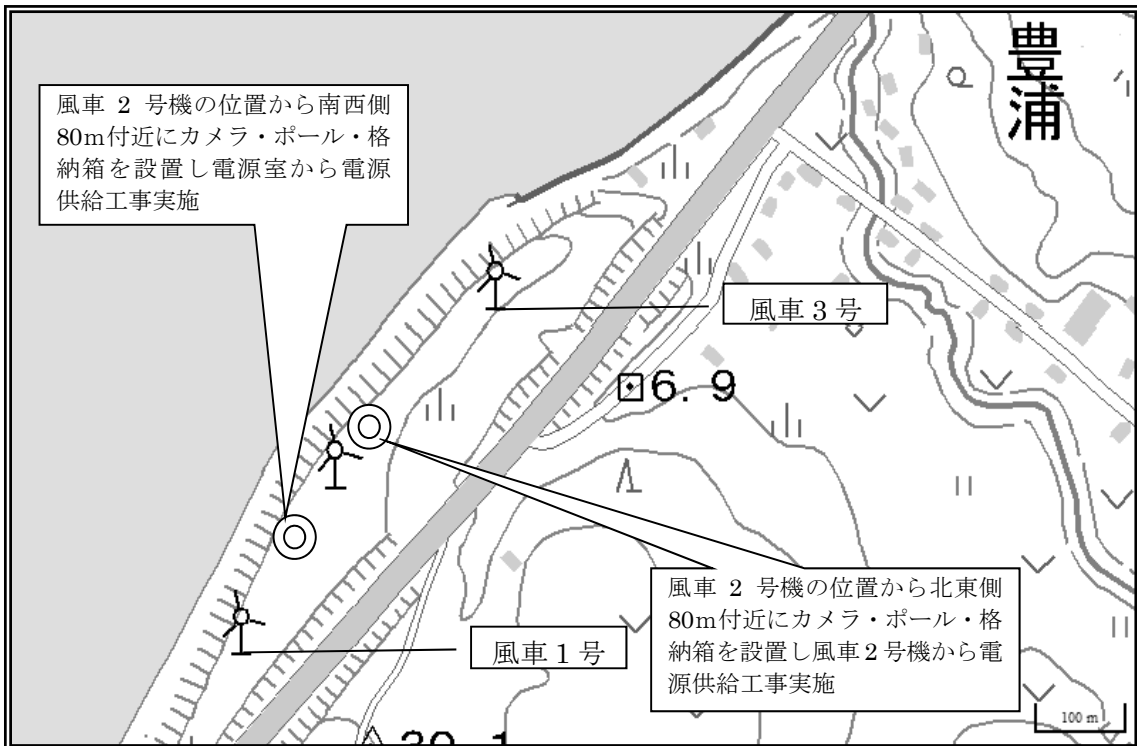 豊浦
風車 2 号機の位置から南西側
80m付近にカメラ・ポール・格
納箱を設置し電源室から電源
供給工事実施
風車 3 号
6. 9
風車 2 号機の位置から北東側
80m付近にカメラ・ポール・格
納箱を設置し風車 2 号機から電
源供給工事実施
風車 1 号
100 m